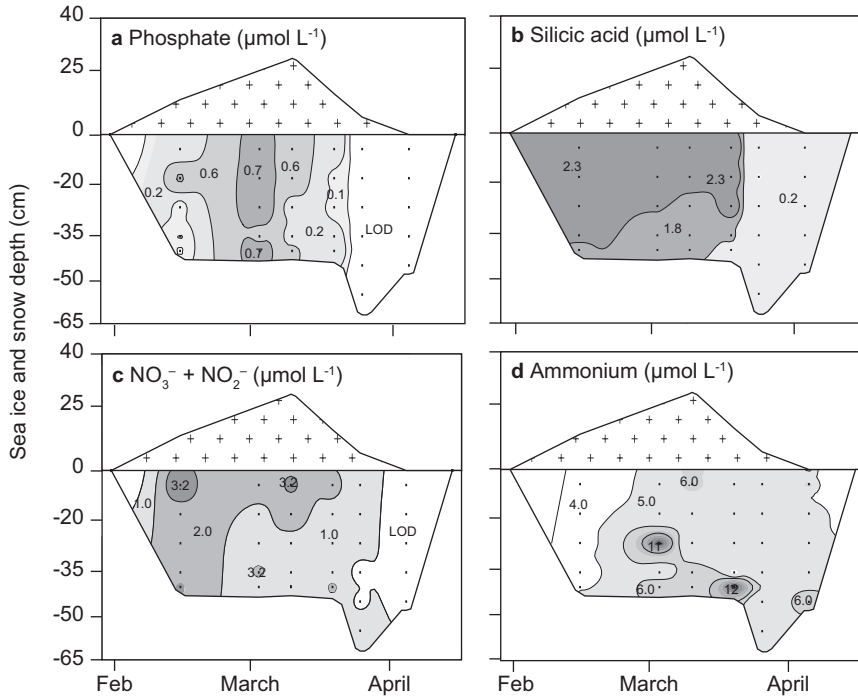 40
25
0
-20
-35
-50
-65
Sea ice and snow depth (cm)
a Phosphate (µmol L⁻¹)
0.2
0.6
0.7
0.6
0.1
0.2
0.7
LOD
b Silicic acid (µmol L⁻¹)
2.3
2.3
1.8
0.2
Feb
March
April
40
25
0
-20
-35
-50
-65
c NO₃⁻ + NO₂⁻ (µmol L⁻¹)
3.2
3.2
1.0
2.0
1.0
LOD
3.2
Feb
March
April
d Ammonium (µmol L⁻¹)
6.0
4.0
5.0
11
6.0
12
6.0
Feb
March
April